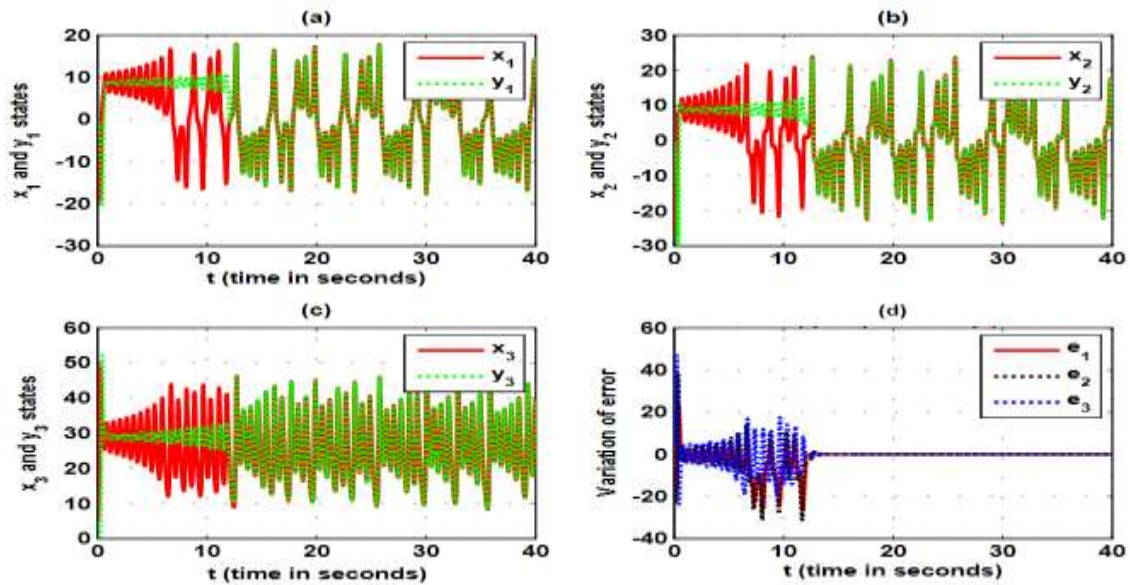 (a)
20
10
0
-10
-20
-30
x1 and y1 states
x1
y1
0 10 20 30 40
t (time in seconds)
(b)
30
20
10
0
-10
-20
-30
x2 and y2 states
x2
y2
0 10 20 30 40
t (time in seconds)
(c)
60
50
40
30
20
10
0
x3 and y3 states
x3
y3
0 10 20 30 40
t (time in seconds)
(d)
60
40
20
0
-20
-40
Variation of error
e1
e2
e3
0 10 20 30 40
t (time in seconds)